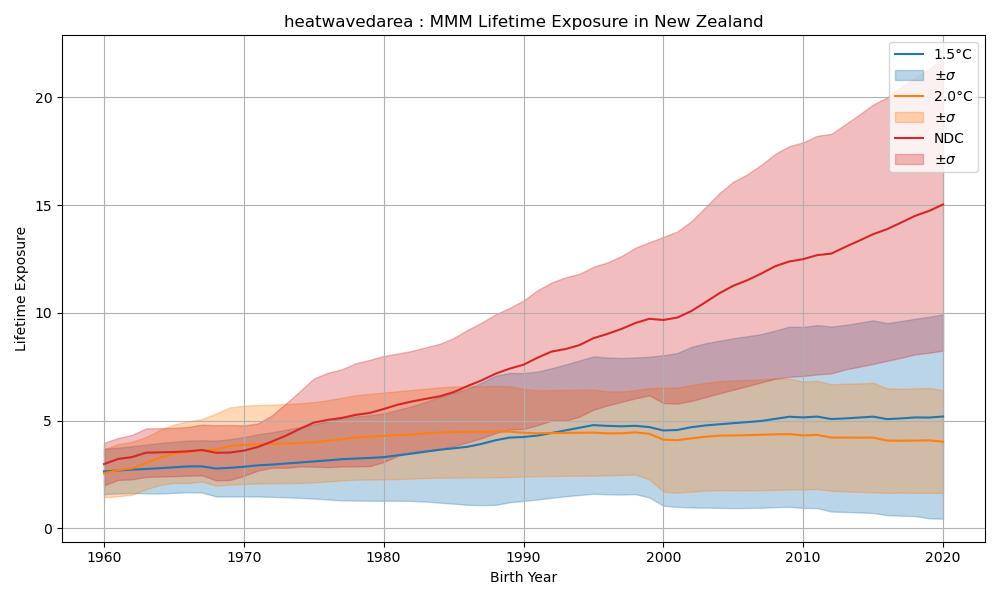 heatwavedarea : MMM Lifetime Exposure in New Zealand
1.5°C
±σ
2.0°C
±σ
NDC
±σ
Lifetime Exposure
20
15
10
5
0
1960 1970 1980 1990 2000 2010 2020
Birth Year